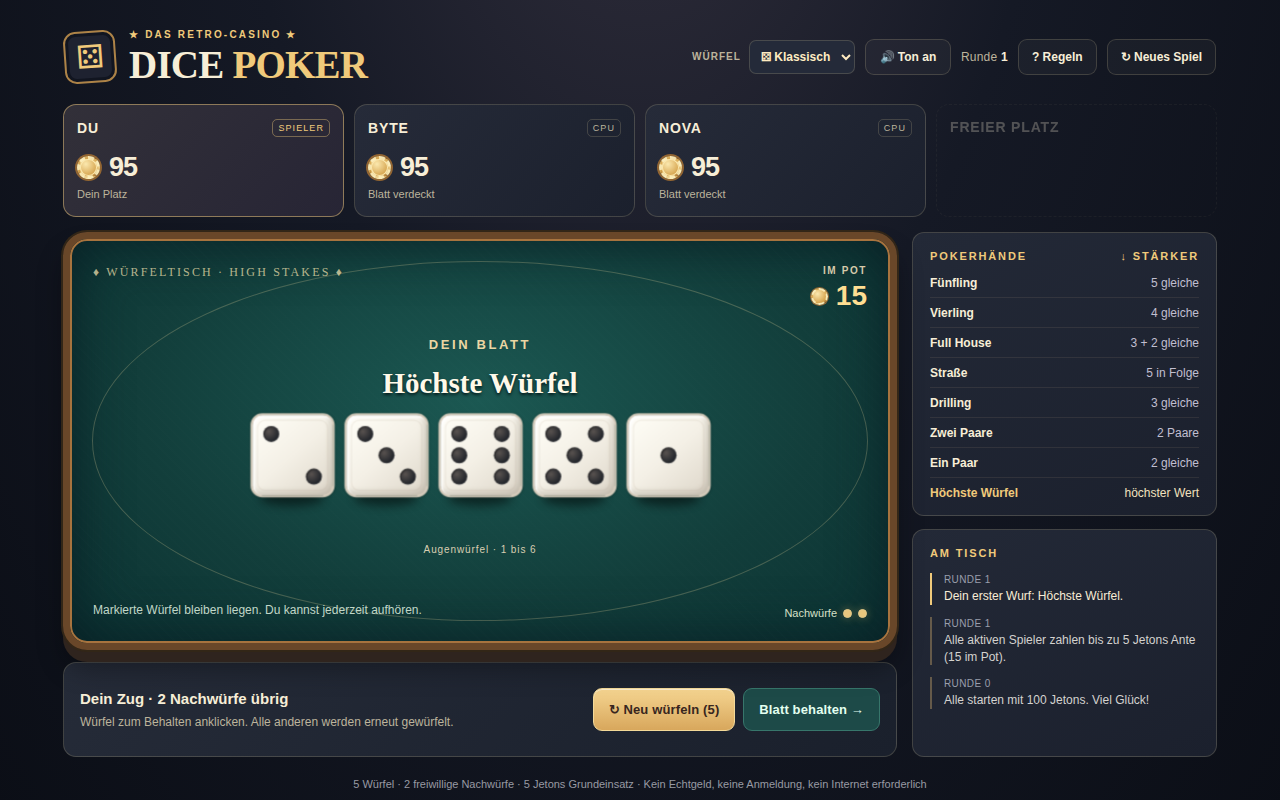 ★ DAS RETRO-CASINO ★
DICE POKER
WÜRFEL
⚄ Klassisch
🔊 Ton an
Runde 1
? Regeln
↻ Neues Spiel
DU
SPIELER
95
Dein Platz
BYTE
CPU
95
Blatt verdeckt
NOVA
CPU
95
Blatt verdeckt
FREIER PLATZ
♦ WÜRFELTISCH · HIGH STAKES ♦
IM POT
15
DEIN BLATT
Höchste Würfel
Augenwürfel · 1 bis 6
Markierte Würfel bleiben liegen. Du kannst jederzeit aufhören.
Nachwürfe
Dein Zug · 2 Nachwürfe übrig
Würfel zum Behalten anklicken. Alle anderen werden erneut gewürfelt.
↻ Neu würfeln (5)
Blatt behalten →
POKERHÄNDE ↓ STÄRKER
Fünfling 5 gleiche
Vierling 4 gleiche
Full House 3 + 2 gleiche
Straße 5 in Folge
Drilling 3 gleiche
Zwei Paare 2 Paare
Ein Paar 2 gleiche
Höchste Würfel höchster Wert
AM TISCH
RUNDE 1
Dein erster Wurf: Höchste Würfel.
RUNDE 1
Alle aktiven Spieler zahlen bis zu 5 Jetons Ante
(15 im Pot).
RUNDE 0
Alle starten mit 100 Jetons. Viel Glück!
5 Würfel · 2 freiwillige Nachwürfe · 5 Jetons Grundeinsatz · Kein Echtgeld, keine Anmeldung, kein Internet erforderlich